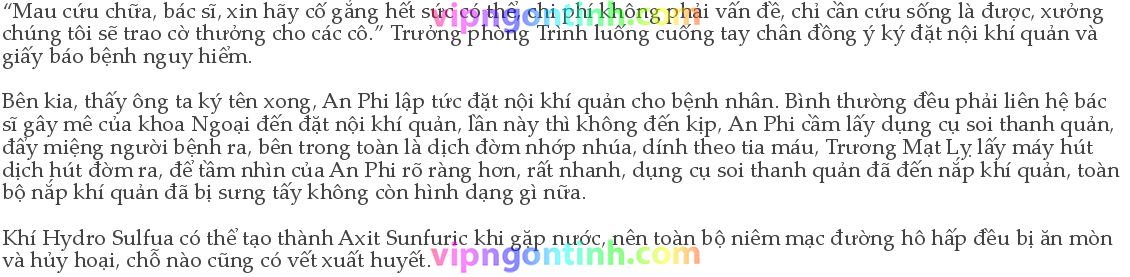 “Mau cứu chữa, bác sĩ, xin hãy cố gắng hết sức có thể, chi phí không phải vấn đề, chỉ cần cứu sống là được, xưởng
chúng tôi sẽ trao cờ thưởng cho các cô.” Trưởng phòng Trình luống cuống tay chân đồng ý ký đặt nội khí quản và
giấy báo bệnh nguy hiểm.
Bên kia, thấy ông ta ký tên xong, An Phi lập tức đặt nội khí quản cho bệnh nhân. Bình thường đều phải liên hệ bác
sĩ gây mê của khoa Ngoại đến đặt nội khí quản, lần này thì không đến kịp, An Phi cầm lấy dụng cụ soi thanh quản,
đẩy miệng người bệnh ra, bên trong toàn là dịch đờm nhớp nhúa, dính theo tia máu, Trương Mạt Ly lấy máy hút
dịch hút đờm ra, để tầm nhìn của An Phi rõ ràng hơn, rất nhanh, dụng cụ soi thanh quản đã đến nắp khí quản, toàn
bộ nắp khí quản đã bị sưng tấy không còn hình dạng gì nữa.
Khí Hydro Sulfua có thể tạo thành Axit Sunfuric khi gặp nước, nên toàn bộ niêm mạc đường hô hấp đều bị ăn mòn
và hủy hoại, chỗ nào cũng có vết xuất huyết.
vipngontinh.com
vipngontinh.com